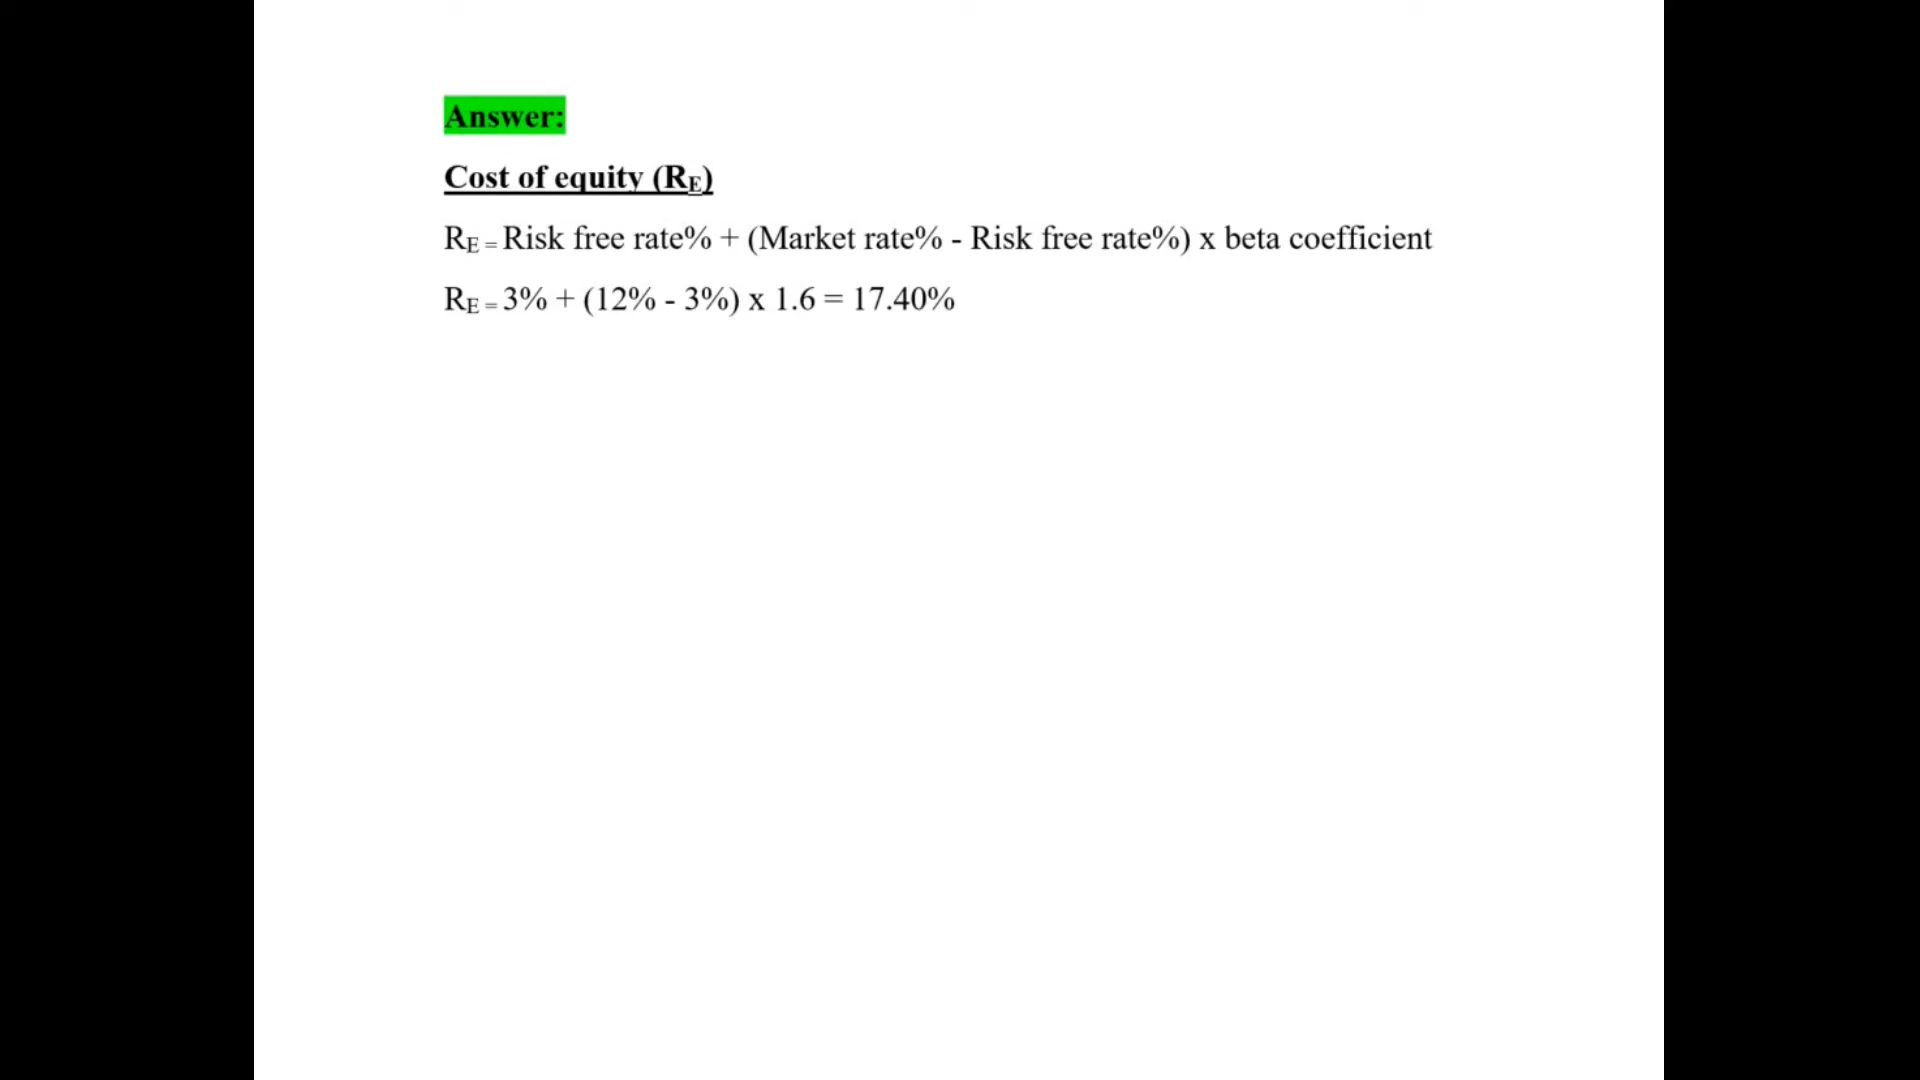 Answer:
Cost of equity (RE)
RE = Risk free rate% + (Market rate% - Risk free rate%) x beta coefficient
RE = 3% + (12% - 3%) x 1.6 = 17.40%